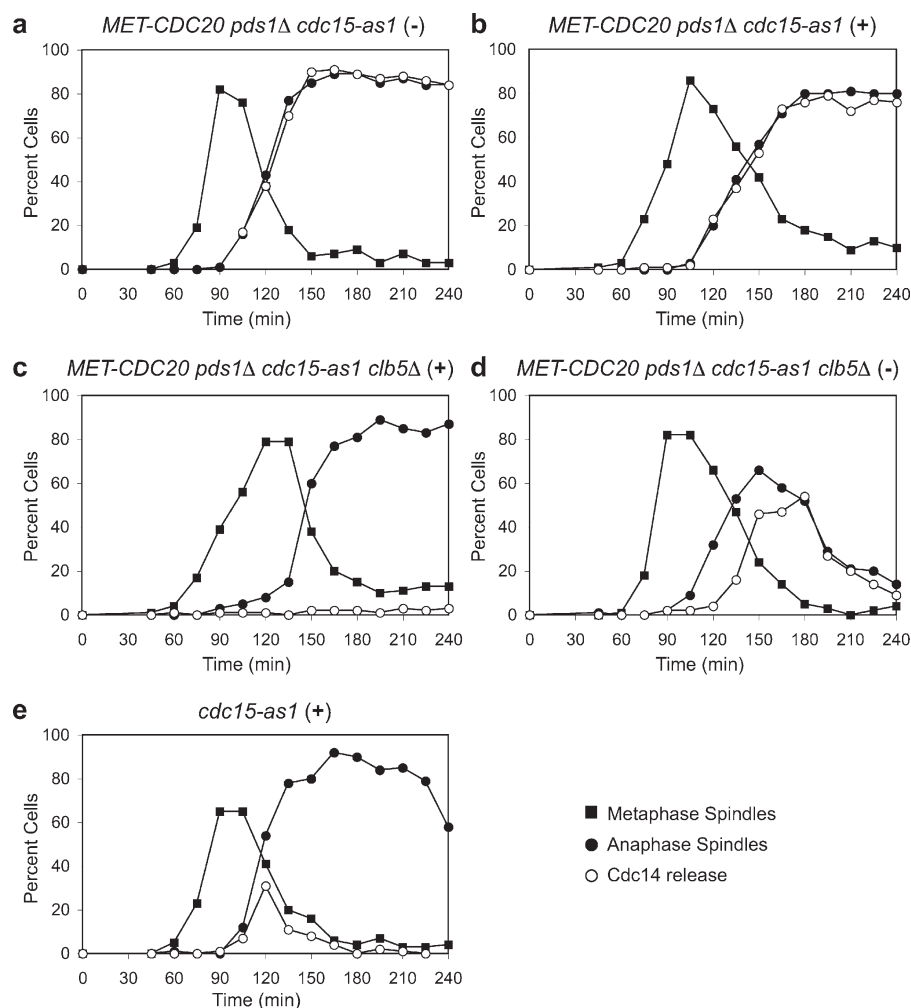 a MET-CDC20 pds1Δ cdc15-as1 (-)
100
80
60
40
20
0
Percent Cells
0 30 60 90 120 150 180 210 240
Time (min)
b MET-CDC20 pds1Δ cdc15-as1 (+)
100
80
60
40
20
0
Percent Cells
0 30 60 90 120 150 180 210 240
Time (min)
c MET-CDC20 pds1Δ cdc15-as1 clb5Δ (+)
100
80
60
40
20
0
Percent Cells
0 30 60 90 120 150 180 210 240
Time (min)
d MET-CDC20 pds1Δ cdc15-as1 clb5Δ (-)
100
80
60
40
20
0
Percent Cells
0 30 60 90 120 150 180 210 240
Time (min)
e cdc15-as1 (+)
100
80
60
40
20
0
Percent Cells
0 30 60 90 120 150 180 210 240
Time (min)
Metaphase Spindles
Anaphase Spindles
Cdc14 release